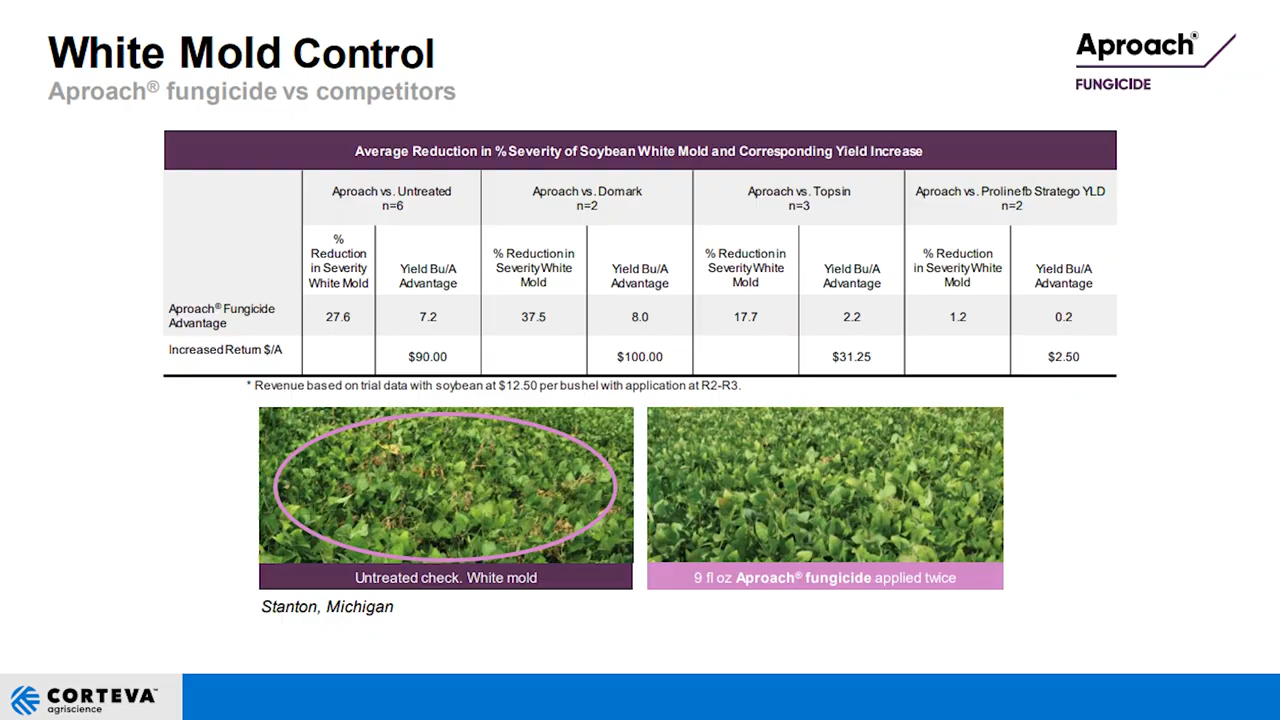 White Mold Control
Aproach® fungicide vs competitors
Aproach®
FUNGICIDE
Average Reduction in % Severity of Soybean White Mold and Corresponding Yield Increase
Aproach vs. Untreated
n=6
Aproach vs. Domark
n=2
Aproach vs. Topsin
n=3
Aproach vs. Proline fb Stratego YLD
n=2
%
Reduction
in Severity
White Mold
Yield Bu/A
Advantage
% Reduction in
Severity White
Mold
Yield Bu/A
Advantage
% Reduction in
Severity White
Mold
Yield Bu/A
Advantage
% Reduction
in Severity White
Mold
Yield Bu/A
Advantage
Aproach® Fungicide
Advantage
27.6
7.2
37.5
8.0
17.7
2.2
1.2
0.2
Increased Return $/A
$90.00
$100.00
$31.25
$2.50
* Revenue based on trial data with soybean at $12.50 per bushel with application at R2-R3.
Untreated check. White mold
9 fl oz Aproach® fungicide applied twice
Stanton, Michigan
CORTEVA™
agriscience